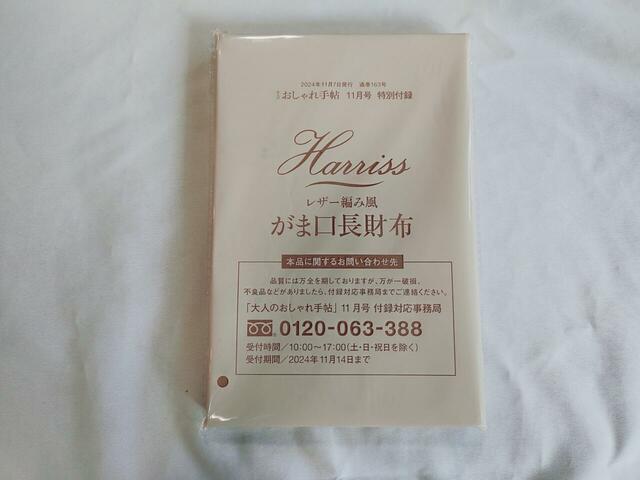 2024年11月7日発行 通巻163号
大人のおしゃれ手帖 11月号 特別付録
Harriss
レザー編み風
がま口長財布
本品に関するお問い合わせ先
品質には万全を期しておりますが、万が一破損、
不良品などがありましたら、付録対応事務局までご連絡ください。
「大人のおしゃれ手帖」11月号 付録対応事務局
0120-063-388
受付時間/10:00〜17:00(土・日・祝日を除く)
受付期間/2024年11月14日まで